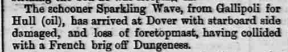 The schooner Sparkling Wave, from Gallipoli for
Hull (oil), has arrived at Dover with starboard side
damaged, and loss of foretopmast, having collided
with a French brig off Dungeness.